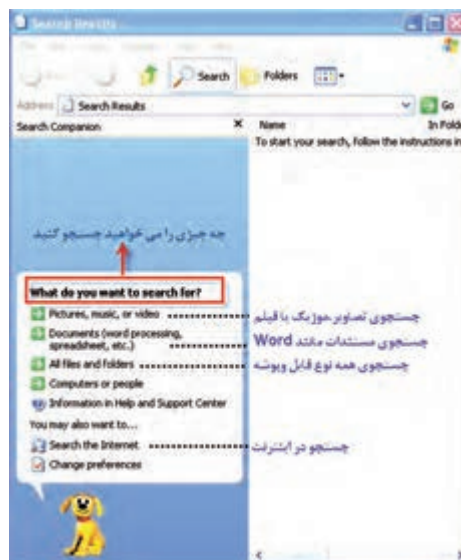 Search Results
Search
Folders
Address
Search Results
Go
Search Companion
Name
In Folde
To start your search, follow the instructions in
چه چیزی را می خواهید جستجو کنید
What do you want to search for?
Pictures, music, or video
جستجوی تصاویر،موزیک یا فیلم
Documents (word processing, spreadsheet, etc.)
جستجوی مستندات مانند Word
All files and folders
جستجوی همه نوع فایل وپوشه
Computers or people
Information in Help and Support Center
You may also want to...
Search the Internet
جستجو در اینترنت
Change preferences